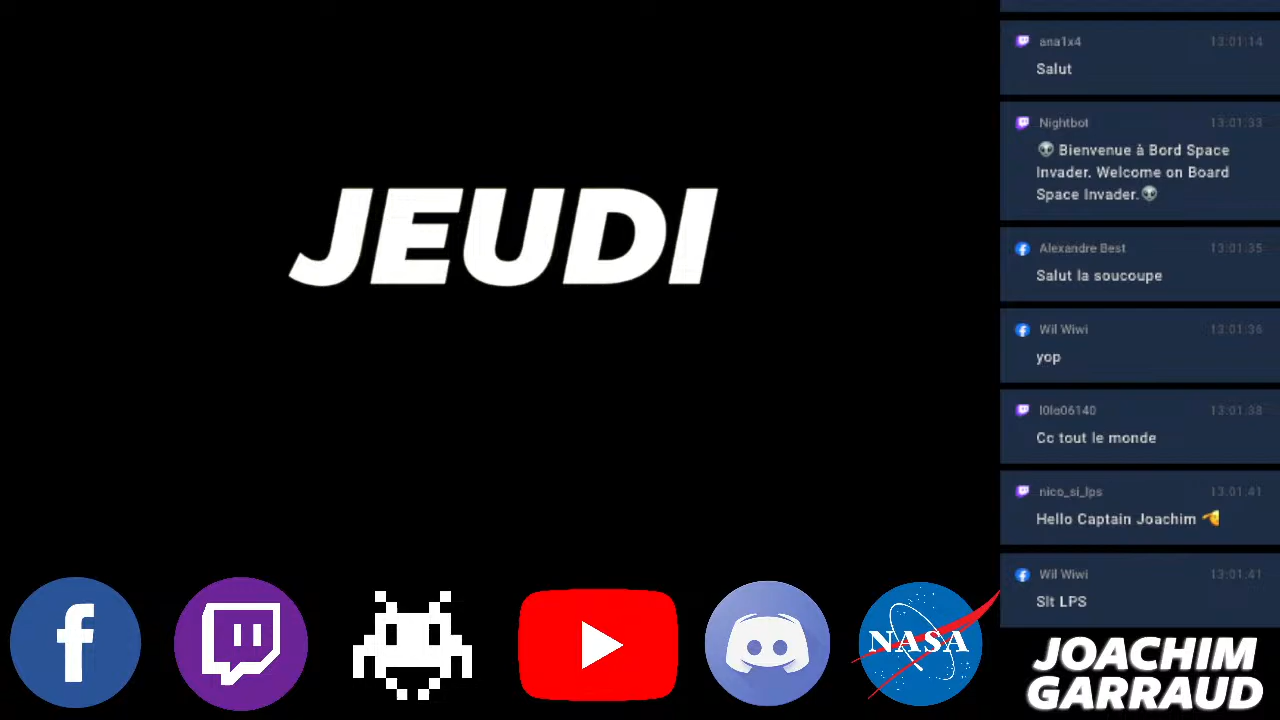 JEUDI
ana1x4 13:01:14
Salut
Nightbot 13:01:33
👽 Bienvenue à Bord Space
Invader. Welcome on Board
Space Invader.👽
Alexandre Best 13:01:35
Salut la soucoupe
Wil Wiwi 13:01:36
yop
l0la06140 13:01:38
Cc tout le monde
nico_si_lps 13:01:41
Hello Captain Joachim
Wil Wiwi 13:01:41
Slt LPS
NASA
JOACHIM
GARRAUD